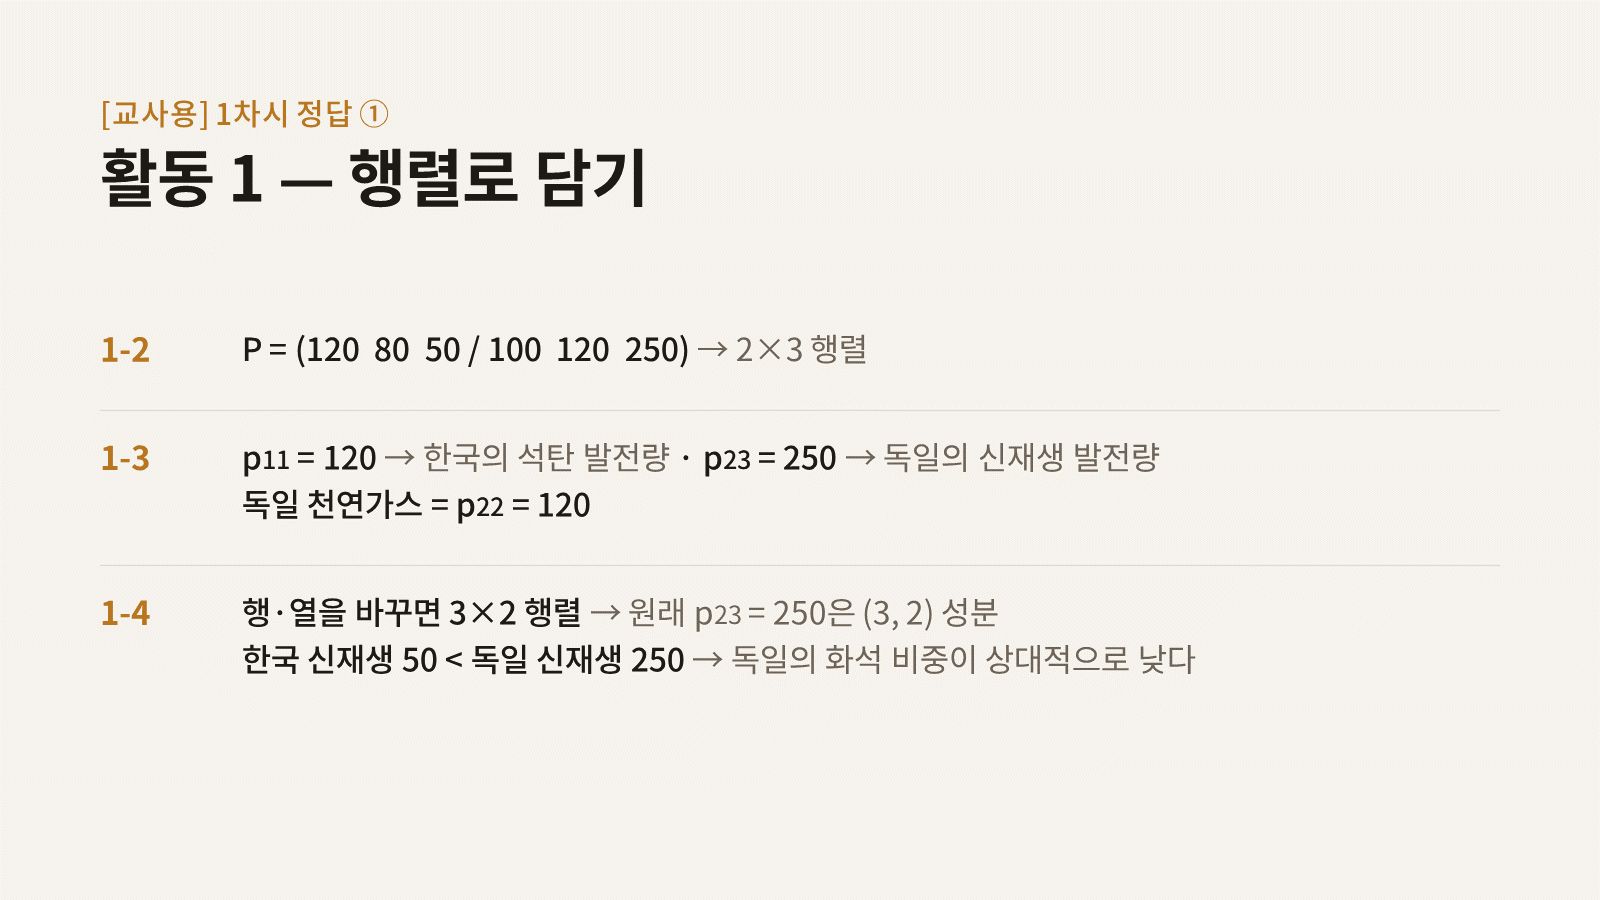 [교사용] 1차시 정답 ①
활동 1 — 행렬로 담기
1-2 P = (120 80 50 / 100 120 250) → 2×3 행렬
1-3 p11 = 120 → 한국의 석탄 발전량 · p23 = 250 → 독일의 신재생 발전량
독일 천연가스 = p22 = 120
1-4 행·열을 바꾸면 3×2 행렬 → 원래 p23 = 250은 (3, 2) 성분
한국 신재생 50 < 독일 신재생 250 → 독일의 화석 비중이 상대적으로 낮다